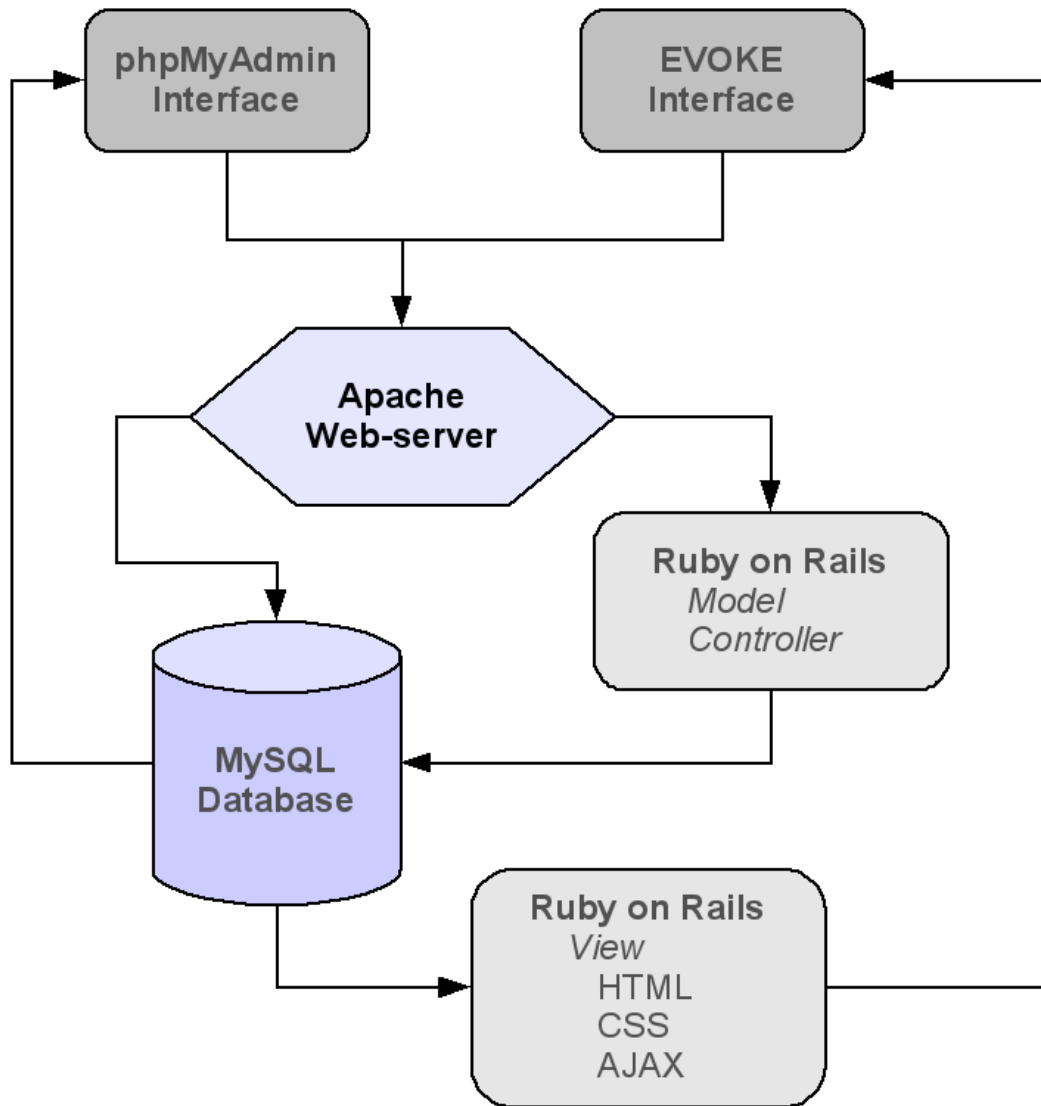 phpMyAdmin
Interface
EVOKE
Interface
Apache
Web-server
Ruby on Rails
Model
Controller
MySQL
Database
Ruby on Rails
View
HTML
CSS
AJAX